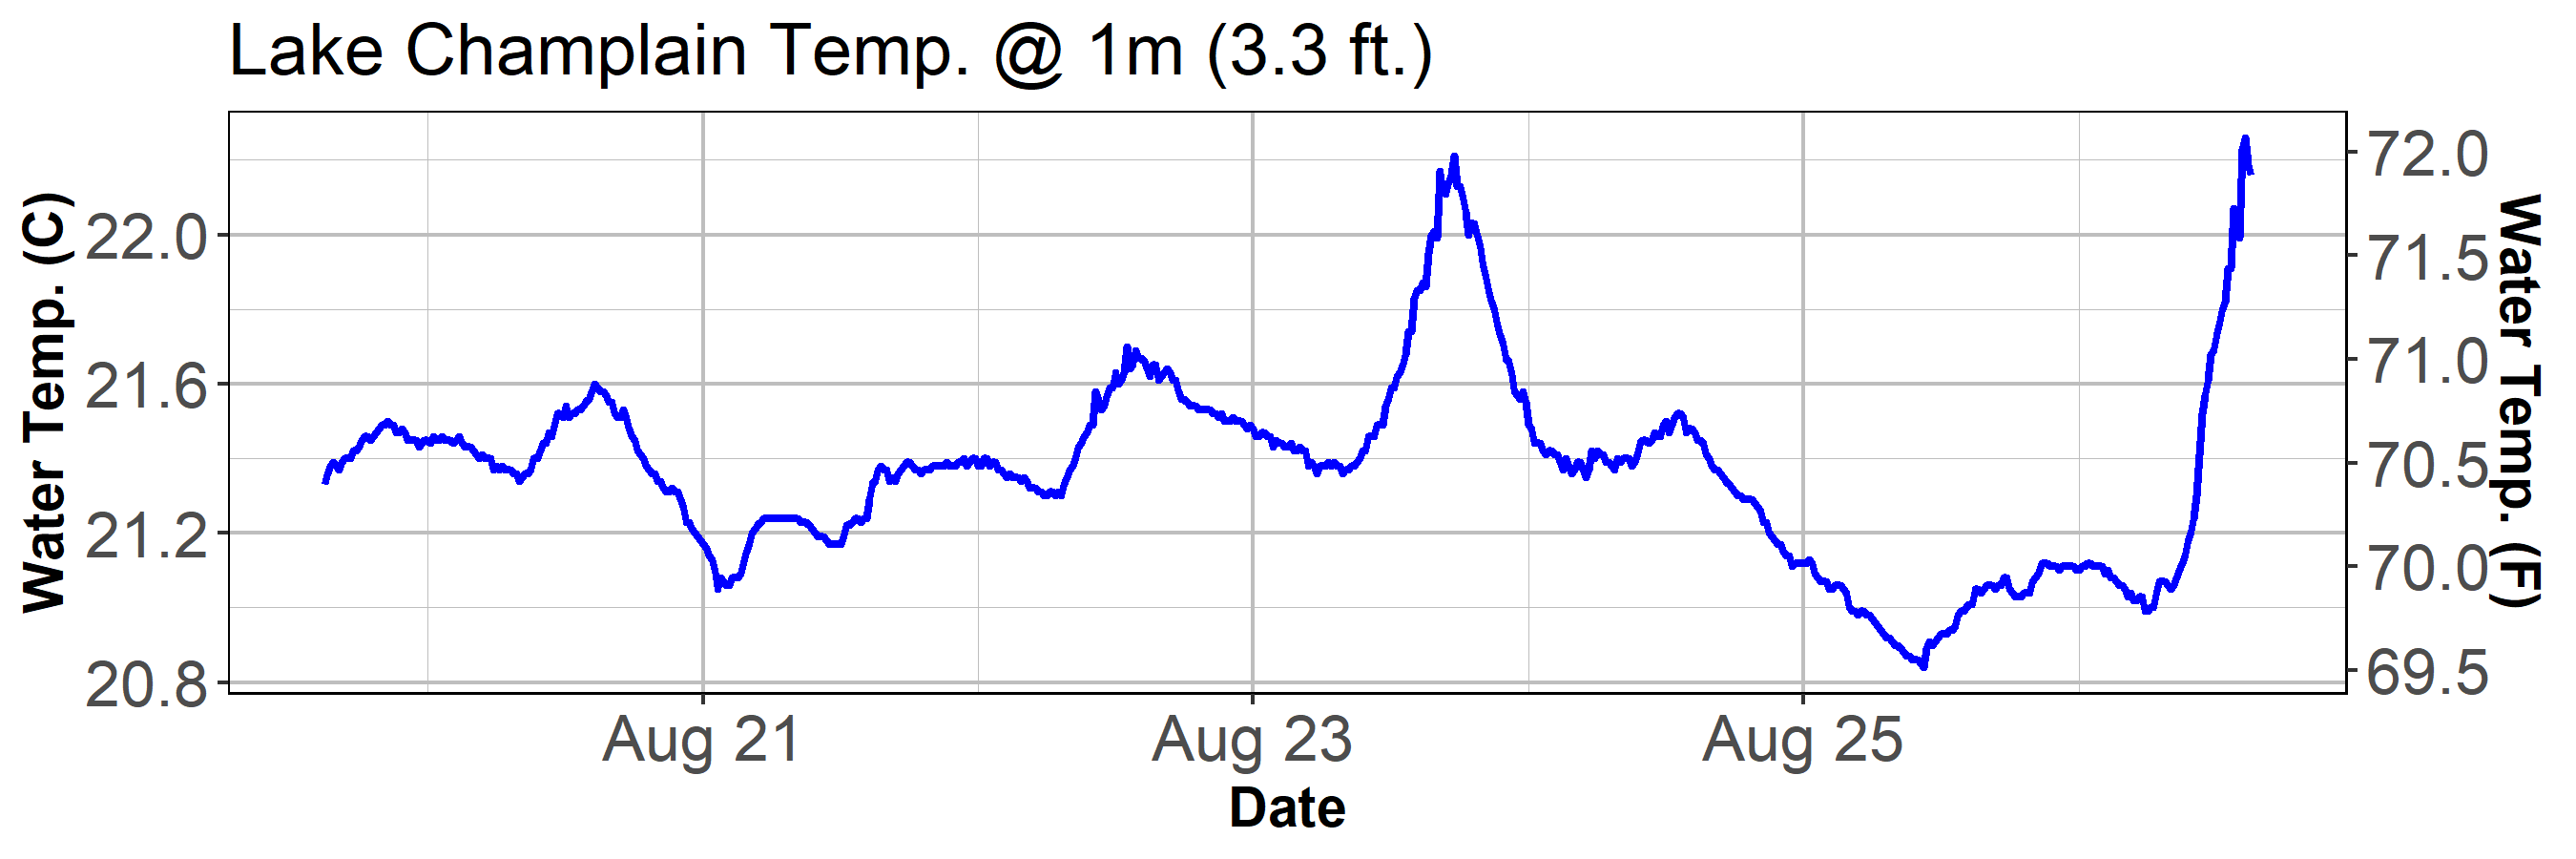 Lake Champlain Temp. @ 1m (3.3 ft.)
Water Temp. (C)
22.0
21.6
21.2
20.8
72.0
71.5
71.0
70.5
70.0
69.5
Water Temp. (F)
Aug 21
Aug 23
Aug 25
Date